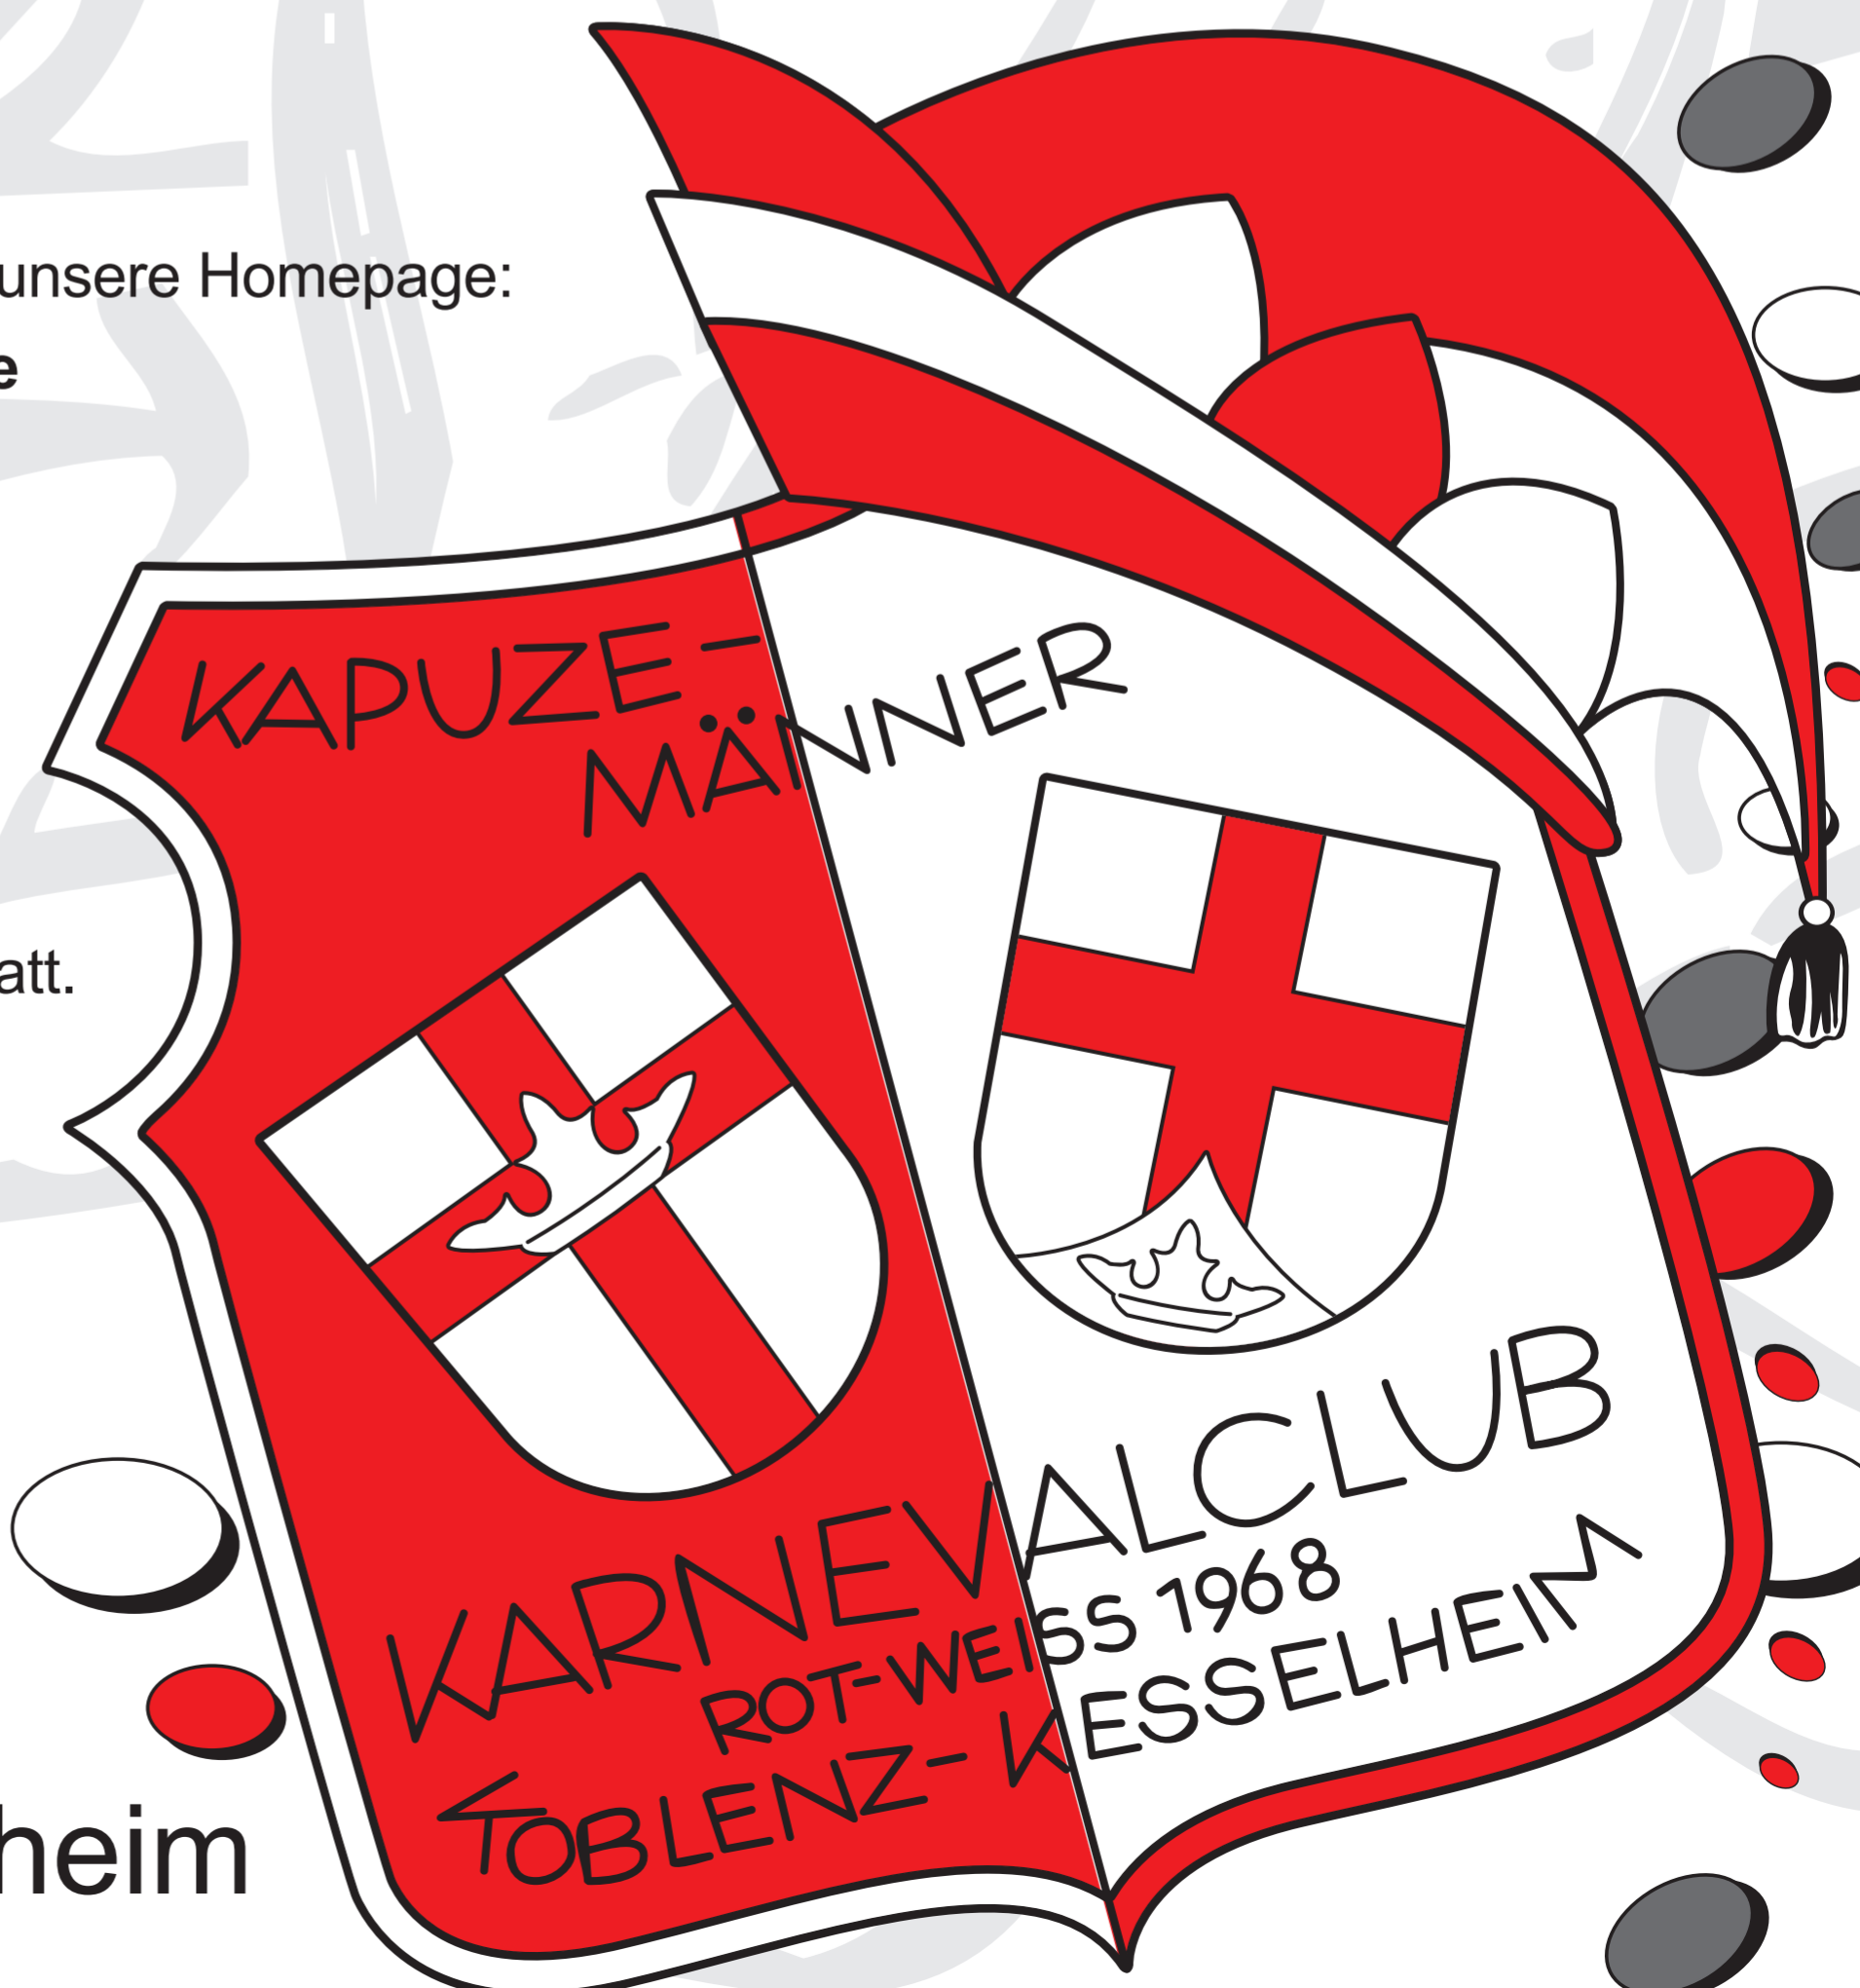 unsere Homepage:
e
att.
heim
KAPUZE-
MÄNNER
KARNEVALCLUB
ROT-WEISS 1968
KOBLENZ-KESSELHEIM